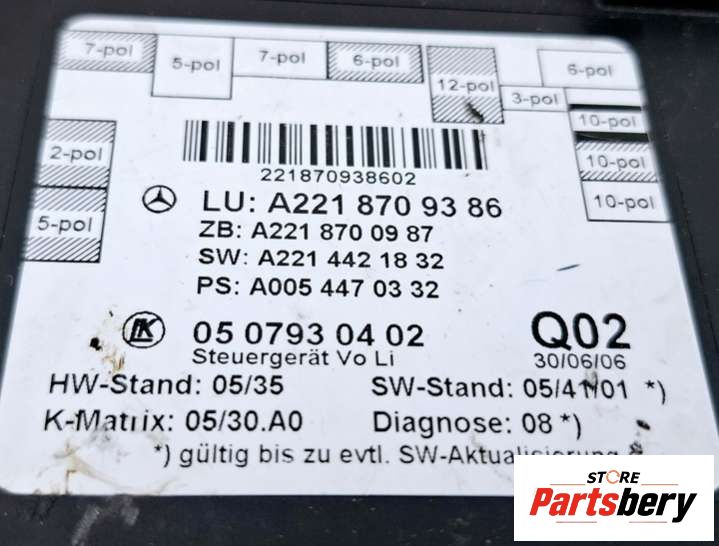 7-pol
5-pol
7-pol
6-pol
12-pol
3-pol
6-pol
10-pol
10-pol
10-pol
2-pol
5-pol
221870938602
LU: A221 870 93 86
ZB: A221 870 09 87
SW: A221 442 18 32
PS: A005 447 03 32
05 0793 04 02
Q02
Steuergerät Vo Li
30/06/06
HW-Stand: 05/35
SW-Stand: 05/41/01 *)
K-Matrix: 05/30.A0
Diagnose: 08 *)
*) gültig bis zu evtl. SW-Aktualisierung
STORE
Partsbery